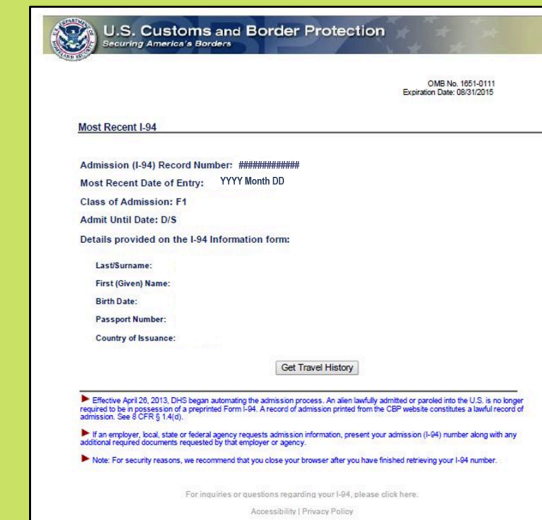 U.S. Customs and Border Protection
Securing America's Borders
OMB No. 1651-0111
Expiration Date: 08/31/2015
Most Recent I-94
Admission (I-94) Record Number: #############
Most Recent Date of Entry: YYYY Month DD
Class of Admission: F1
Admit Until Date: D/S
Details provided on the I-94 Information form:
Last/Surname:
First (Given) Name:
Birth Date:
Passport Number:
Country of Issuance:
Get Travel History
Effective April 26, 2013, DHS began automating the admission process. An alien lawfully admitted or paroled into the U.S. is no longer
required to be in possession of a preprinted Form I-94. A record of admission printed from the CBP website constitutes a lawful record of
admission. See 8 CFR § 1.4(d).
If an employer, local, state or federal agency requests admission information, present your admission (I-94) number along with any
additional required documents requested by that employer or agency.
Note: For security reasons, we recommend that you close your browser after you have finished retrieving your I-94 number.
For inquiries or questions regarding your I-94, please click here.
Accessibility | Privacy Policy